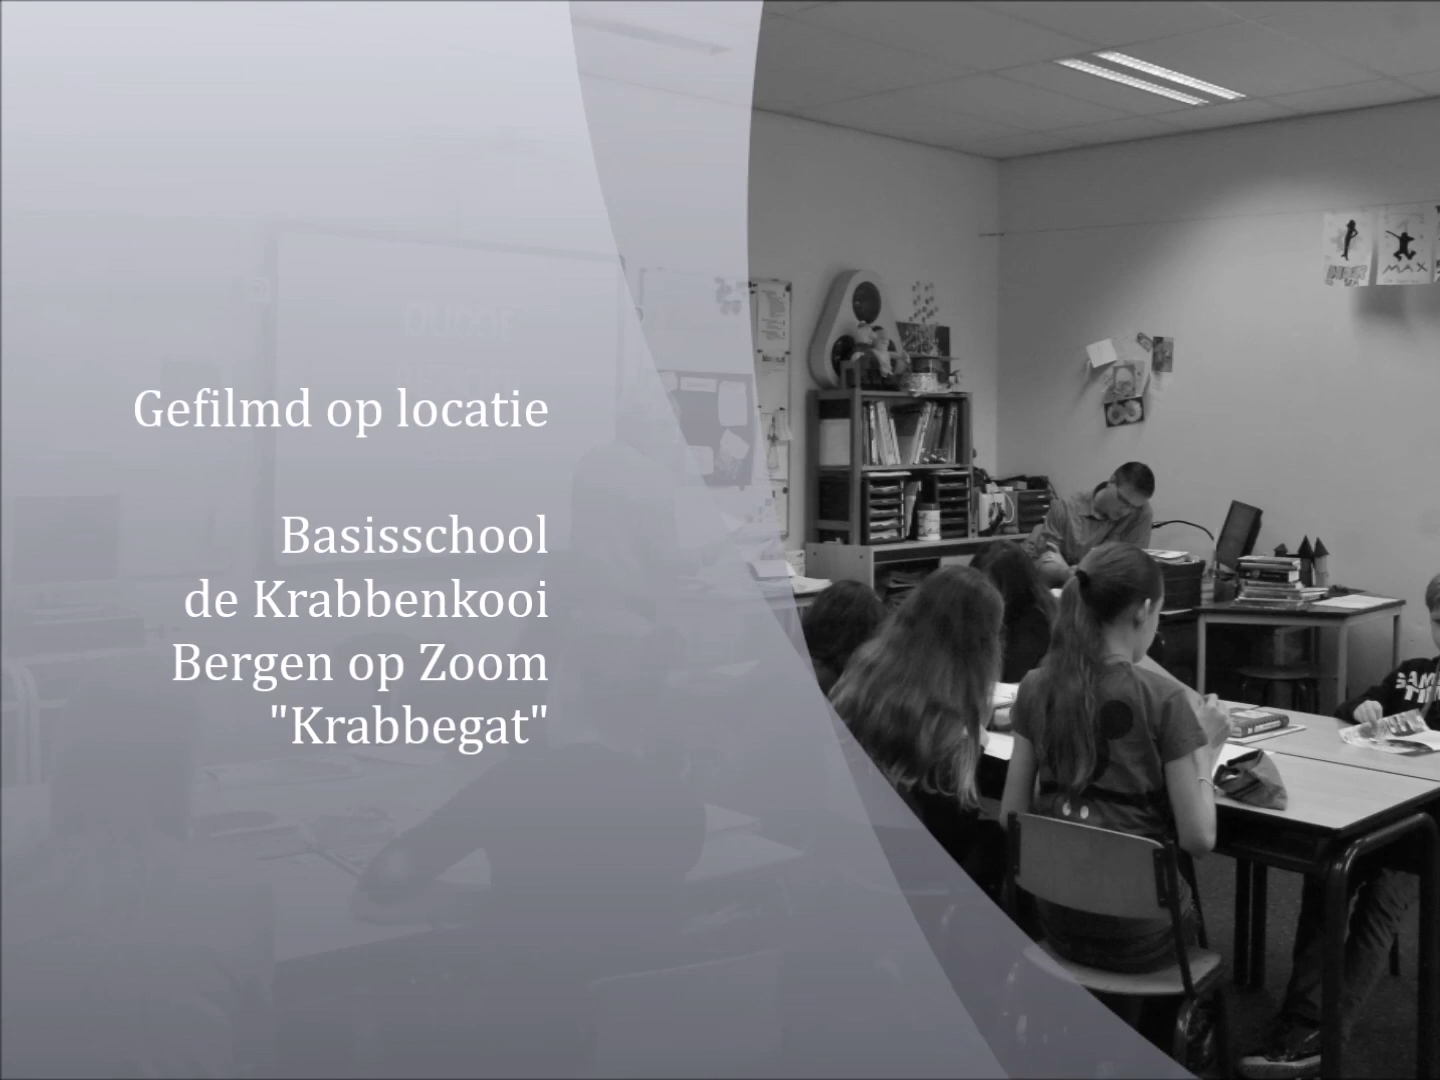 Gefilmd op locatie
Basisschool
de Krabbenkooi
Bergen op Zoom
"Krabbegat"
MAX